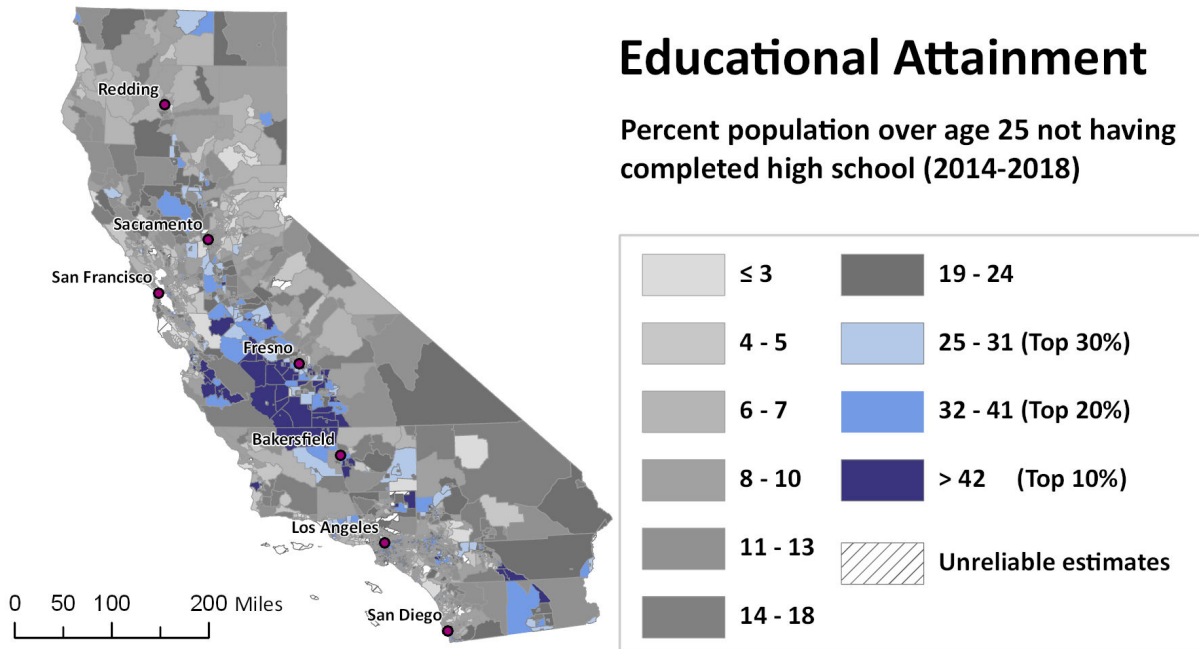 Educational Attainment
Percent population over age 25 not having
completed high school (2014-2018)
Redding
Sacramento
San Francisco
Fresno
Bakersfield
Los Angeles
San Diego
0 50 100 200 Miles
≤ 3
4 - 5
6 - 7
8 - 10
11 - 13
14 - 18
19 - 24
25 - 31 (Top 30%)
32 - 41 (Top 20%)
> 42 (Top 10%)
Unreliable estimates